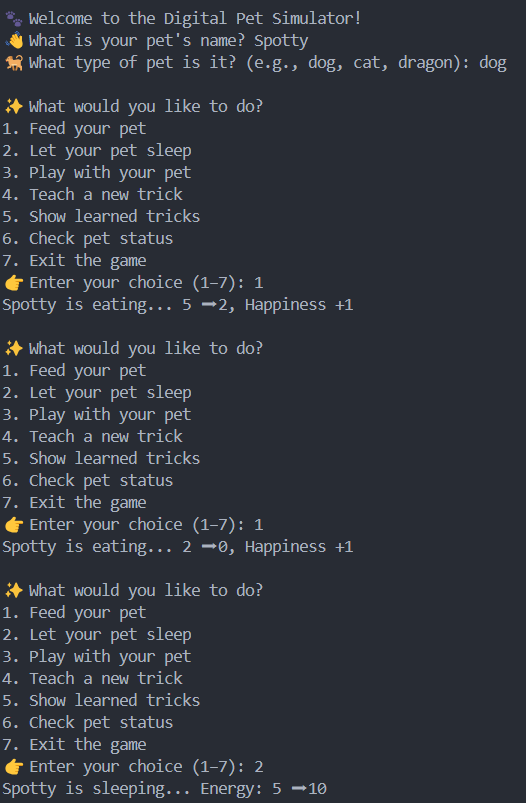 🐾 Welcome to the Digital Pet Simulator!
👋 What is your pet's name? Spotty
🐕 What type of pet is it? (e.g., dog, cat, dragon): dog
✨ What would you like to do?
1. Feed your pet
2. Let your pet sleep
3. Play with your pet
4. Teach a new trick
5. Show learned tricks
6. Check pet status
7. Exit the game
👉 Enter your choice (1–7): 1
Spotty is eating... 5 ➡2, Happiness +1
✨ What would you like to do?
1. Feed your pet
2. Let your pet sleep
3. Play with your pet
4. Teach a new trick
5. Show learned tricks
6. Check pet status
7. Exit the game
👉 Enter your choice (1–7): 1
Spotty is eating... 2 ➡0, Happiness +1
✨ What would you like to do?
1. Feed your pet
2. Let your pet sleep
3. Play with your pet
4. Teach a new trick
5. Show learned tricks
6. Check pet status
7. Exit the game
👉 Enter your choice (1–7): 2
Spotty is sleeping... Energy: 5 ➡10